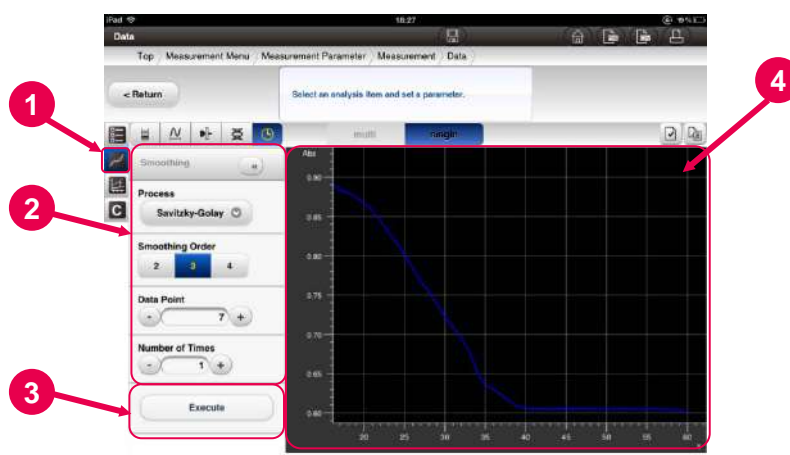 iPad 18:27
Data
Top Measurement Menu Measurement Parameter Measurement Data
< Return
Select an analysis item and set a parameter.
multi single
Smoothing «
Process
Savitzky-Golay
Smoothing Order
2 3 4
Data Point
- 7 +
Number of Times
- 1 +
Execute
C
Abs
0.90
0.85
0.80
0.75
0.70
0.65
0.60
20 25 30 35 40 45 50 55 60
1
2
3
4